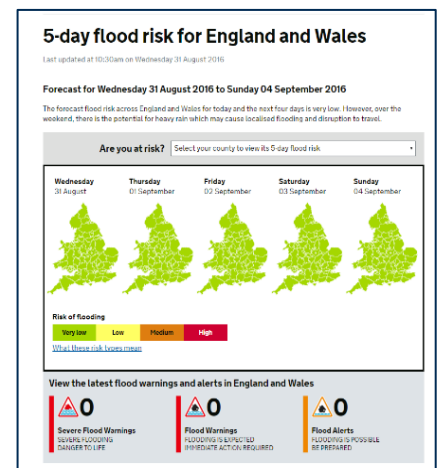 5-day flood risk for England and Wales
Last updated at 10:30am on Wednesday 31 August 2016
Forecast for Wednesday 31 August 2016 to Sunday 04 September 2016
The forecast flood risk across England and Wales for today and the next four days is very low. However, over the
weekend, there is the potential for heavy rain which may cause localised flooding and disruption to travel.
Are you at risk? Select your county to view its 5-day flood risk
Wednesday Thursday Friday Saturday Sunday
31 August 01 September 02 September 03 September 04 September
Risk of flooding
Very low Low Medium High
What these risk types mean
View the latest flood warnings and alerts in England and Wales
0 0 0
Severe Flood Warnings Flood Warnings Flood Alerts
SEVERE FLOODING FLOODING IS EXPECTED FLOODING IS POSSIBLE
DANGER TO LIFE IMMEDIATE ACTION REQUIRED BE PREPARED